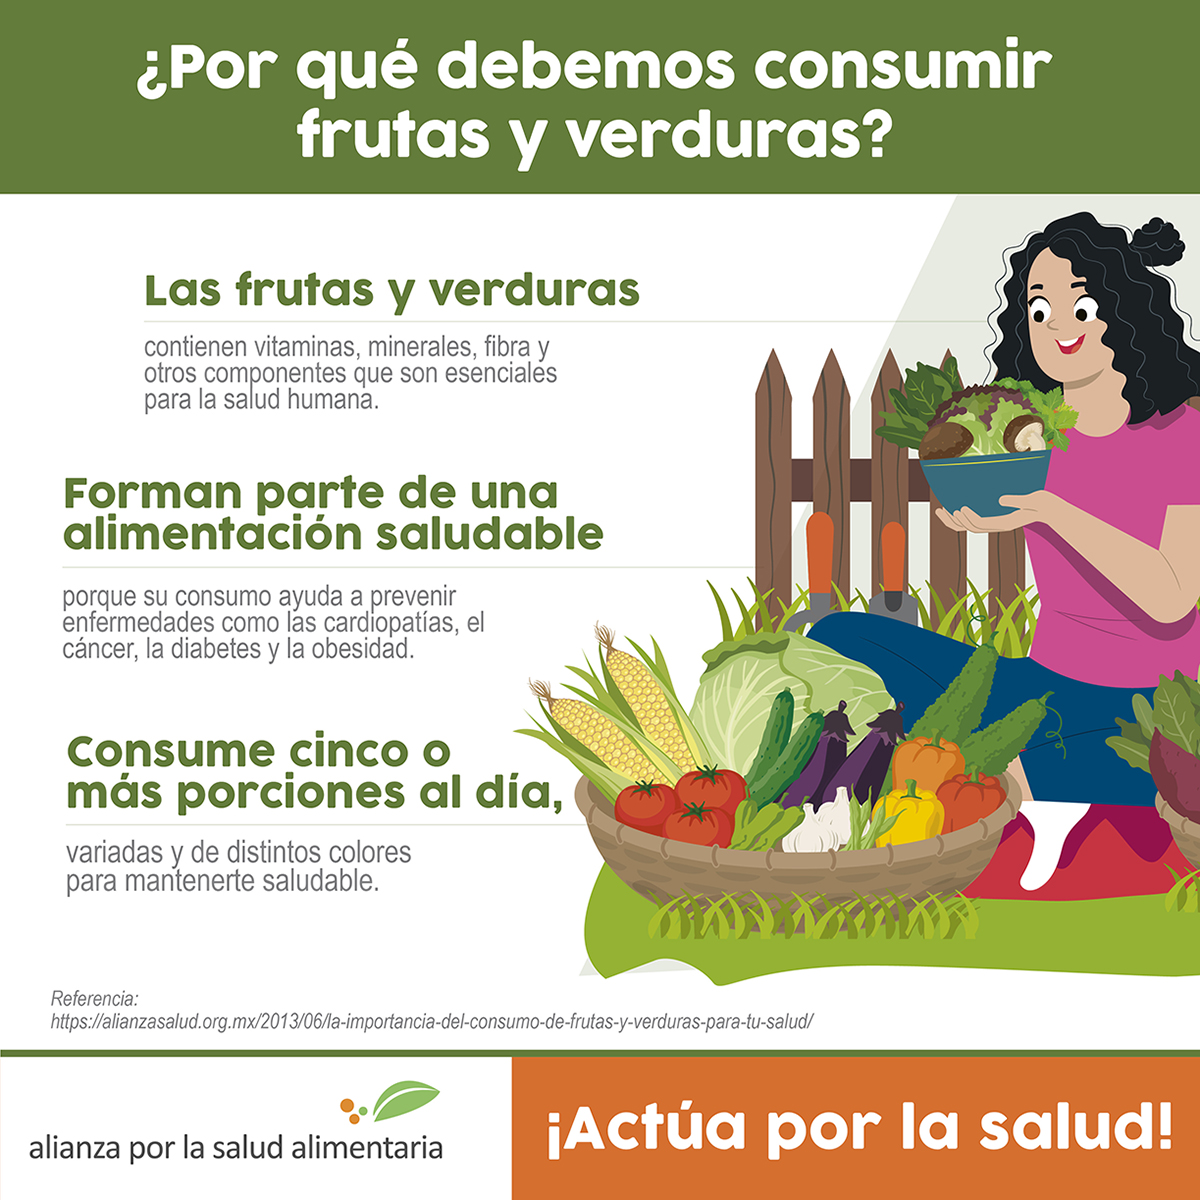 ¿Por qué debemos consumir
frutas y verduras?
Las frutas y verduras
contienen vitaminas, minerales, fibra y
otros componentes que son esenciales
para la salud humana.
Forman parte de una
alimentación saludable
porque su consumo ayuda a prevenir
enfermedades como las cardiopatías, el
cáncer, la diabetes y la obesidad.
Consume cinco o
más porciones al día,
variadas y de distintos colores
para mantenerte saludable.
Referencia:
https://alianzasalud.org.mx/2013/06/la-importancia-del-consumo-de-frutas-y-verduras-para-tu-salud/
alianza por la salud alimentaria
¡Actúa por la salud!